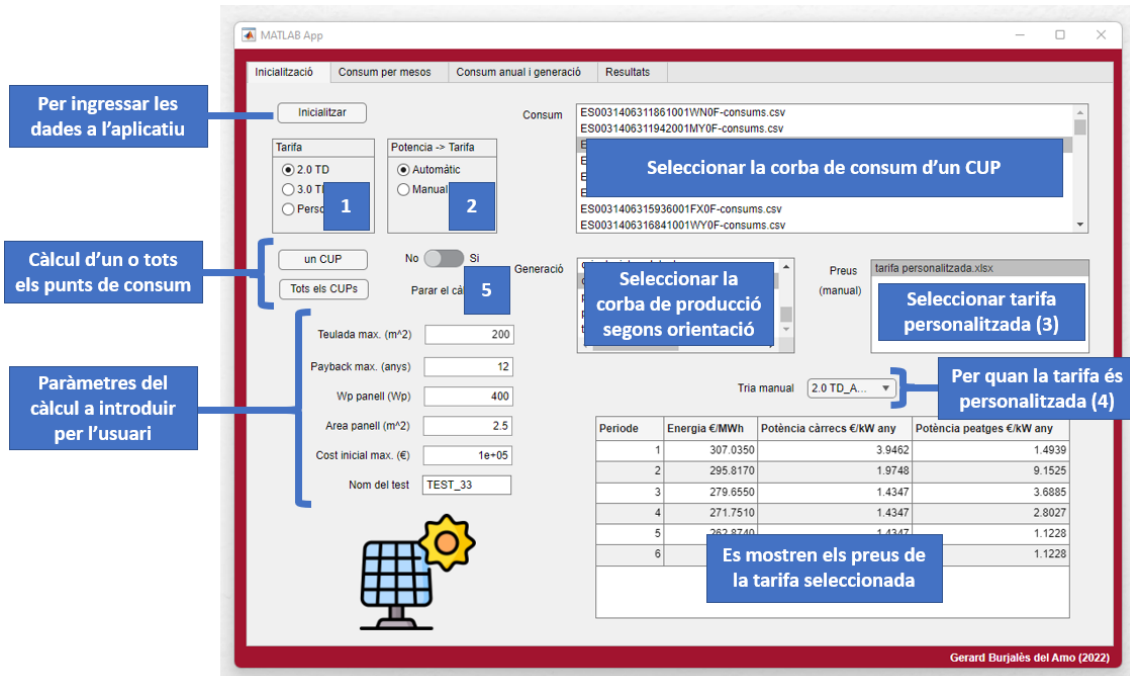 MATLAB App
Inicialització
Consum per mesos
Consum anual i generació
Resultats
Per ingressar les
dades a l'aplicatiu
Inicialitzar
Consum
ES0031406311861001WN0F-consums.csv
ES0031406311942001MY0F-consums.csv
Seleccionar la corba de consum d'un CUP
ES0031406315936001FX0F-consums.csv
ES0031406316841001WY0F-consums.csv
Tarifa
2.0 TD
3.0
1
Potencia -> Tarifa
Automàtic
Manual
2
Càlcul d'un o tots
els punts de consum
un CUP
Tots els CUPs
No
Si
Parar el
5
Generació
Seleccionar la
corba de producció
segons orientació
Preus
(manual)
tarifa personalitzada.xlsx
Seleccionar tarifa
personalitzada (3)
Paràmetres del
càlcul a introduir
per l'usuari
Teulada max. (m^2) 200
Payback max. (anys) 12
Wp panell (Wp) 400
Area panell (m^2) 2.5
Cost inicial max. (€) 1e+05
Nom del test TEST_33
Tria manual 2.0 TD_A...
Per quan la tarifa és
personalitzada (4)
Periode Energia €/MWh Potència càrrecs €/kW any Potència peatges €/kW any
1 307.0350 3.9462 1.4939
2 295.8170 1.9748 9.1525
3 279.6550 1.4347 3.6885
4 271.7510 1.4347 2.8027
5 262.8740 1.4347 1.1228
6 1.1228
Es mostren els preus de
la tarifa seleccionada
Gerard Burjalès del Amo (2022)